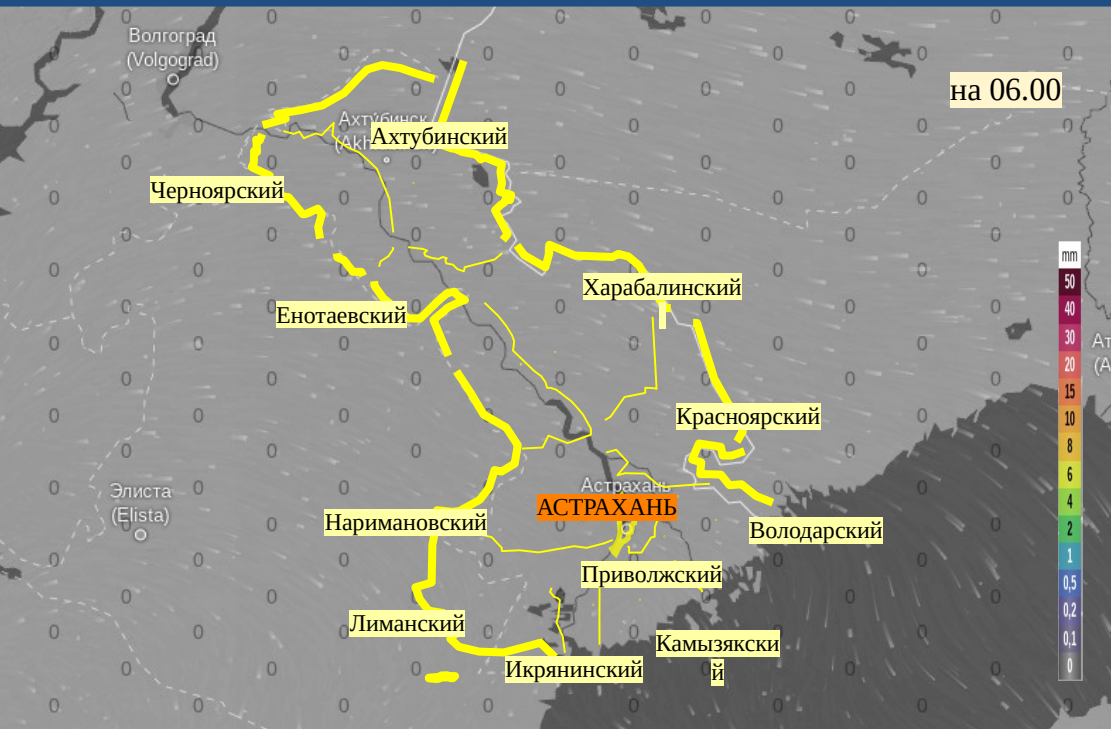 Волгоград
(Volgograd)
на 06.00
Ахтубинск
Ахтубинский
Черноярский
mm
50
40
30
20
15
10
8
6
4
2
1
0,5
0,2
0,1
0
Харабалинский
Енотаевский
Красноярский
Элиста
(Elista)
Астрахань
АСТРАХАНЬ
Наримановский
Володарский
Приволжский
Лиманский
Камызякски
й
Икрянинский